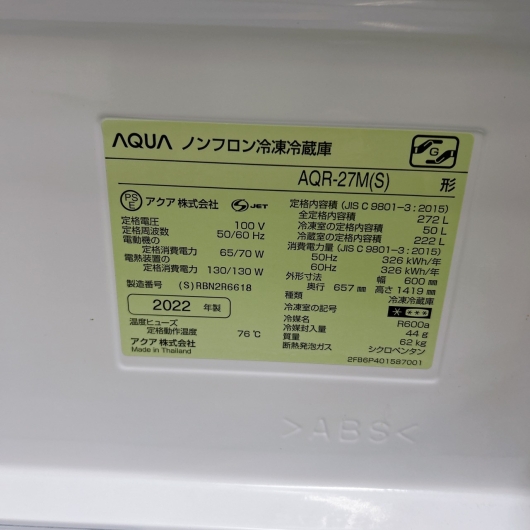 AQUA ノンフロン冷凍冷蔵庫
AQR-27M(S) 形
PS E アクア株式会社 S JET
定格電圧 100 V
定格周波数 50/60 Hz
電動機の
定格消費電力 65/70 W
電熱装置の
定格消費電力 130/130 W
製造番号 (S)RBN2R6618
2022 年製
温度ヒューズ
定格動作温度 76℃
アクア株式会社
Made in Thailand
定格内容積 (JIS C 9801-3:2015)
全定格内容積 272 L
冷凍室の定格内容積 50 L
冷蔵室の定格内容積 222 L
消費電力量 (JIS C 9801-3:2015)
50Hz 326 kWh/年
60Hz 326 kWh/年
外形寸法 幅 600 mm
奥行 657 mm 高さ 1419 mm
種類 冷凍冷蔵庫
冷凍室の記号
冷媒名 R600a
冷媒封入量 44 g
質量 62 kg
断熱発泡ガス シクロペンタン
2FB6P401587001
G
>ABS<